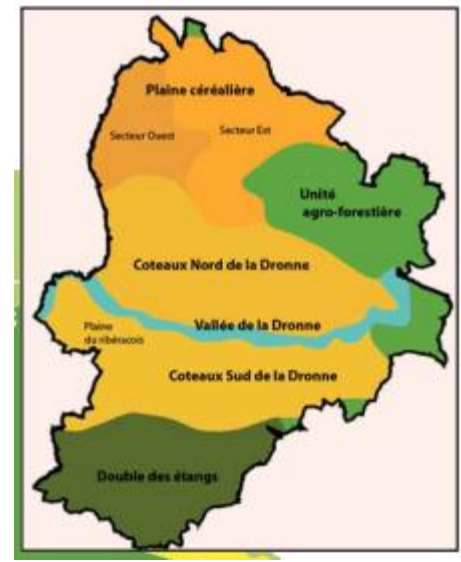 Plaine céréalière
Secteur Ouest
Secteur Est
Unité
agro-forestière
Coteaux Nord de la Dronne
Vallée de la Dronne
Plaine
du ribéracois
Coteaux Sud de la Dronne
Double des étangs